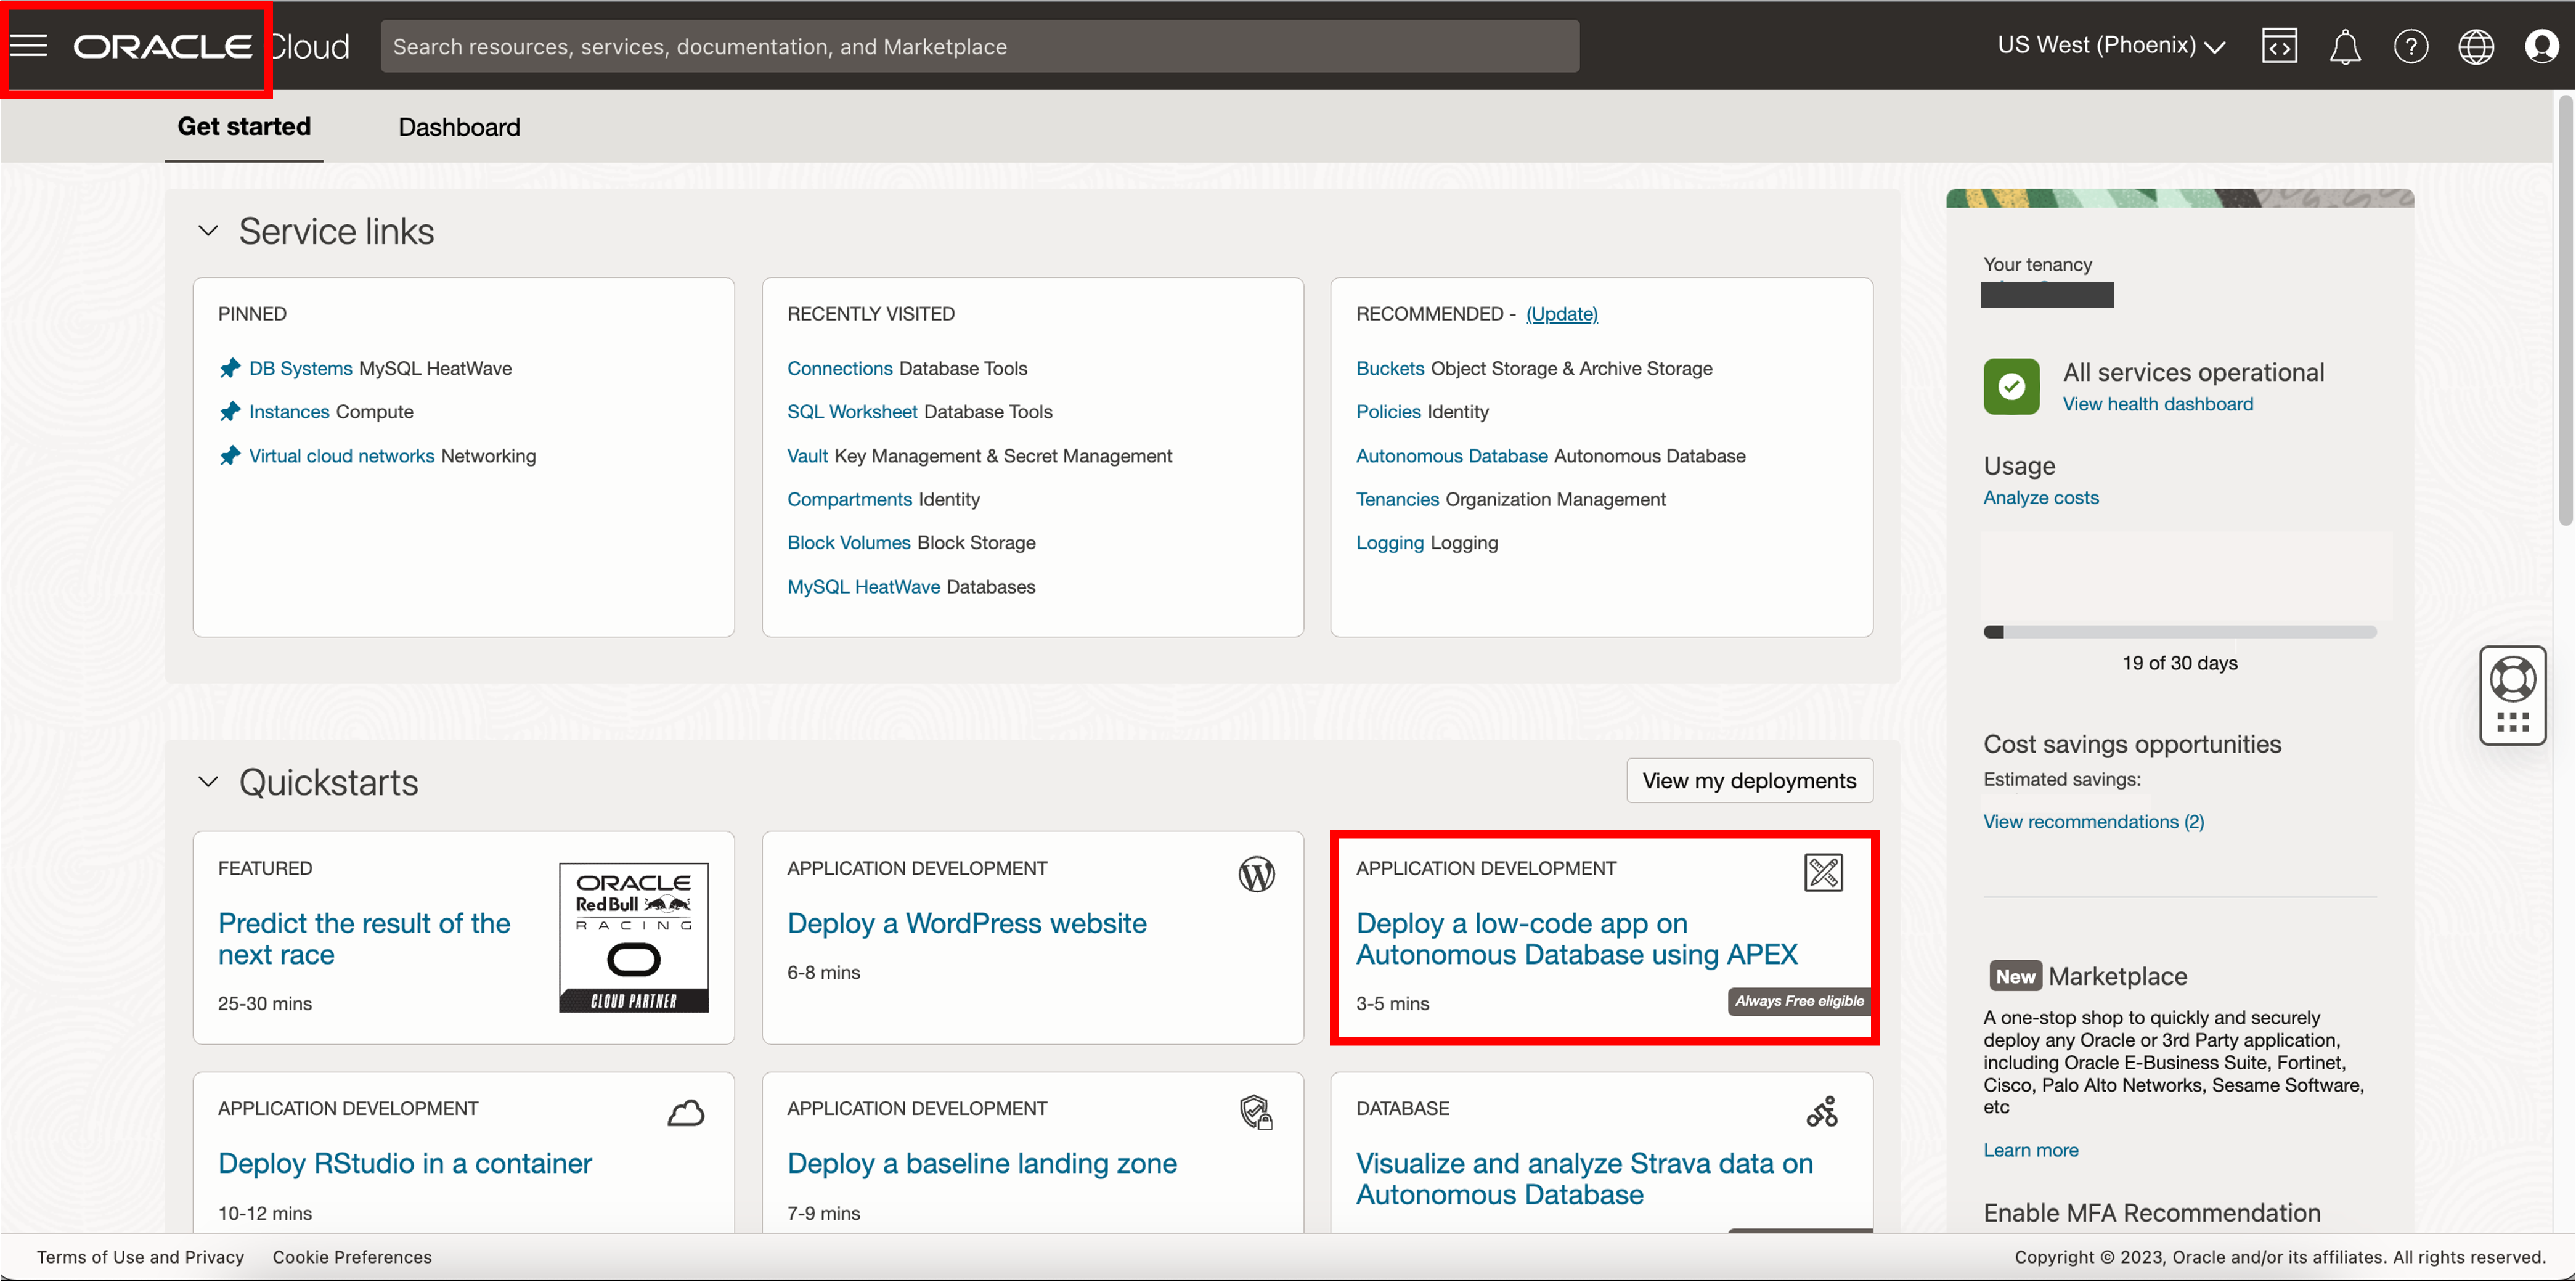 ORACLE Cloud
Search resources, services, documentation, and Marketplace
US West (Phoenix)
Get started
Dashboard
Service links
PINNED
DB Systems MySQL HeatWave
Instances Compute
Virtual cloud networks Networking
RECENTLY VISITED
Connections Database Tools
SQL Worksheet Database Tools
Vault Key Management & Secret Management
Compartments Identity
Block Volumes Block Storage
MySQL HeatWave Databases
RECOMMENDED - (Update)
Buckets Object Storage & Archive Storage
Policies Identity
Autonomous Database Autonomous Database
Tenancies Organization Management
Logging Logging
Quickstarts
View my deployments
FEATURED
Predict the result of the
next race
25-30 mins
ORACLE
Red Bull
RACING
CLOUD PARTNER
APPLICATION DEVELOPMENT
Deploy a WordPress website
6-8 mins
APPLICATION DEVELOPMENT
Deploy a low-code app on
Autonomous Database using APEX
3-5 mins
Always Free eligible
APPLICATION DEVELOPMENT
Deploy RStudio in a container
10-12 mins
APPLICATION DEVELOPMENT
Deploy a baseline landing zone
7-9 mins
DATABASE
Visualize and analyze Strava data on
Autonomous Database
Your tenancy
All services operational
View health dashboard
Usage
Analyze costs
19 of 30 days
Cost savings opportunities
Estimated savings:
View recommendations (2)
New Marketplace
A one-stop shop to quickly and securely
deploy any Oracle or 3rd Party application,
including Oracle E-Business Suite, Fortinet,
Cisco, Palo Alto Networks, Sesame Software,
etc
Learn more
Enable MFA Recommendation
Terms of Use and Privacy
Cookie Preferences
Copyright © 2023, Oracle and/or its affiliates. All rights reserved.